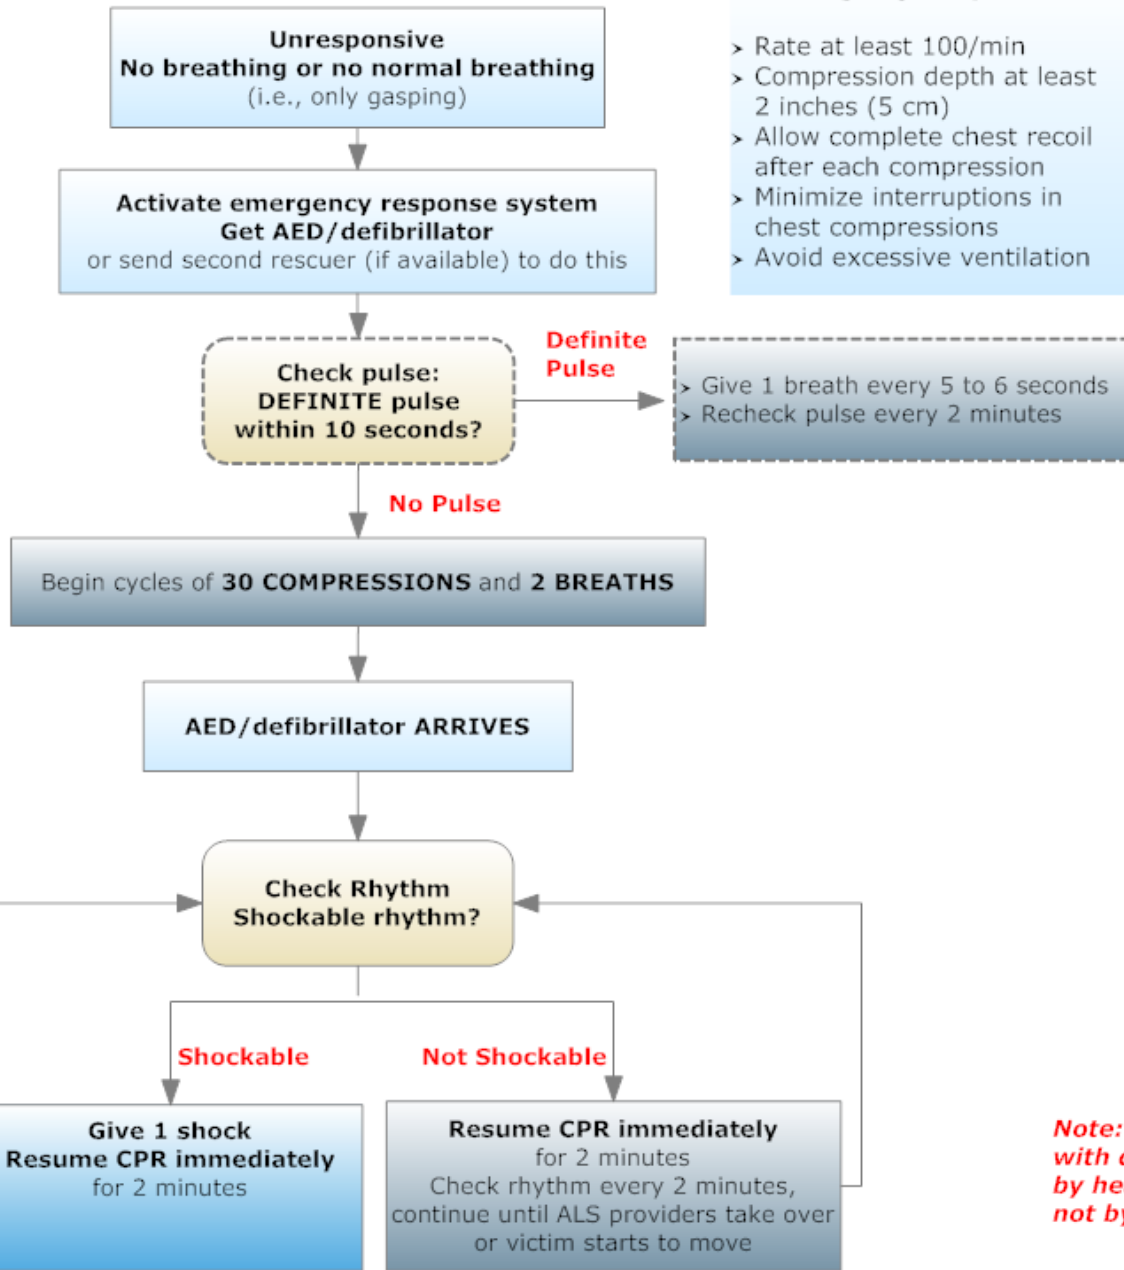 Unresponsive
No breathing or no normal breathing
(i.e., only gasping)
➤ Rate at least 100/min
➤ Compression depth at least
2 inches (5 cm)
➤ Allow complete chest recoil
after each compression
➤ Minimize interruptions in
chest compressions
➤ Avoid excessive ventilation
Activate emergency response system
Get AED/defibrillator
or send second rescuer (if available) to do this
Check pulse:
DEFINITE pulse
within 10 seconds?
Definite
Pulse
➤ Give 1 breath every 5 to 6 seconds
➤ Recheck pulse every 2 minutes
No Pulse
Begin cycles of 30 COMPRESSIONS and 2 BREATHS
AED/defibrillator ARRIVES
Check Rhythm
Shockable rhythm?
Shockable
Not Shockable
Give 1 shock
Resume CPR immediately
for 2 minutes
Resume CPR immediately
for 2 minutes
Check rhythm every 2 minutes,
continue until ALS providers take over
or victim starts to move
Note:
with
by
not